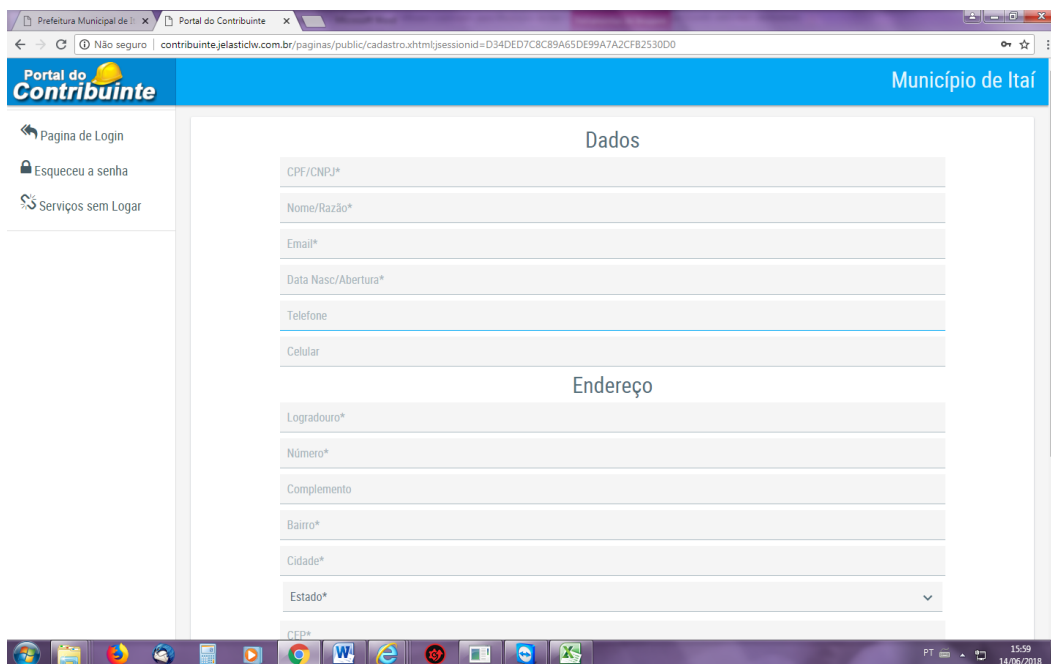 Prefeitura Municipal de It
Portal do Contribuinte
Não seguro | contribuinte.jelasticlw.com.br/paginas/public/cadastro.xhtml;jsessionid=D34DED7C8C89A65DE99A7A2CFB2530D0
Portal do
Contribuinte
Município de Itaí
Pagina de Login
Esqueceu a senha
Serviços sem Logar
Dados
CPF/CNPJ*
Nome/Razão*
Email*
Data Nasc/Abertura*
Telefone
Celular
Endereço
Logradouro*
Número*
Complemento
Bairro*
Cidade*
Estado*
CEP*
PT
15:59
14/06/2018